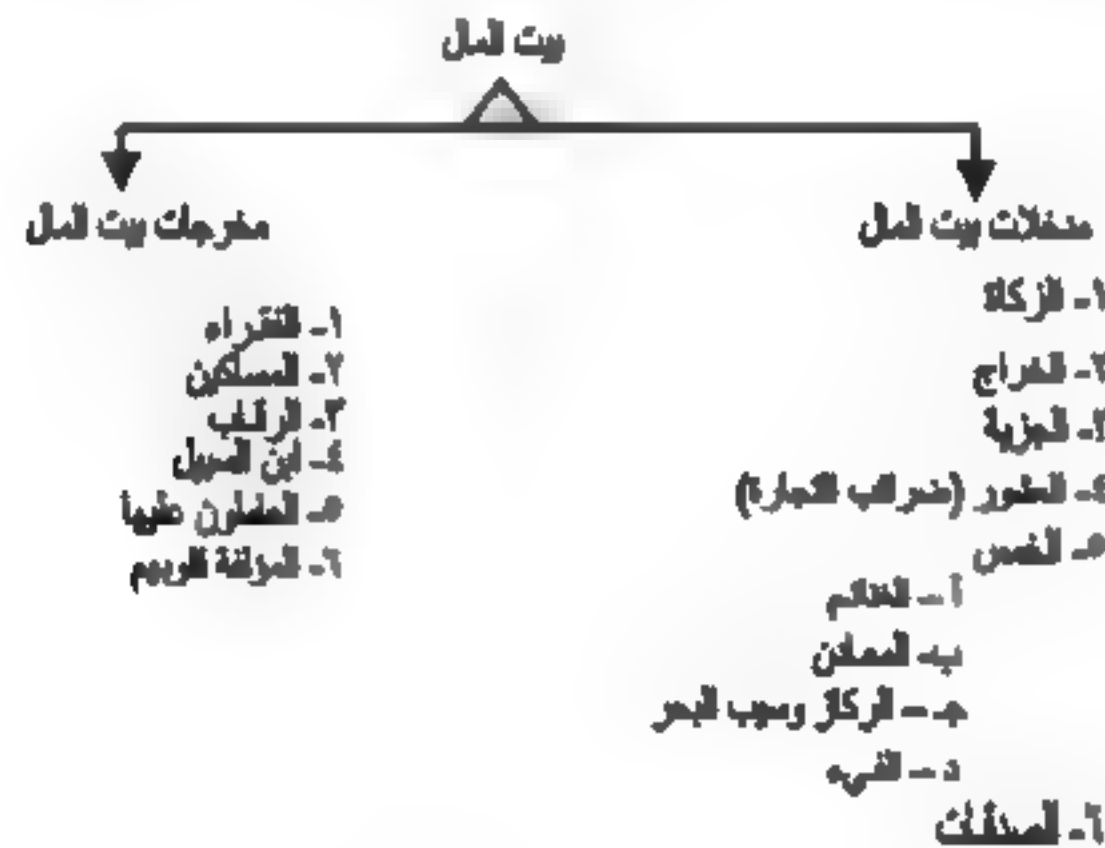 بيت المال
مدخلات بيت المال
١- الزكاة
٢- الخراج
٣- الجزية
٤- العشور (ضرائب التجارة)
٥- الخمس
أ – الغنائم
ب- المعادن
جـ – الركاز وسيب البحر
د – الفيء
٦- الصدقات
مخرجات بيت المال
١- الفقراء
٢- المساكين
٣- الرقاب
٤- ابن السبيل
٥- العاملون عليها
٦- المؤلفة قلوبهم